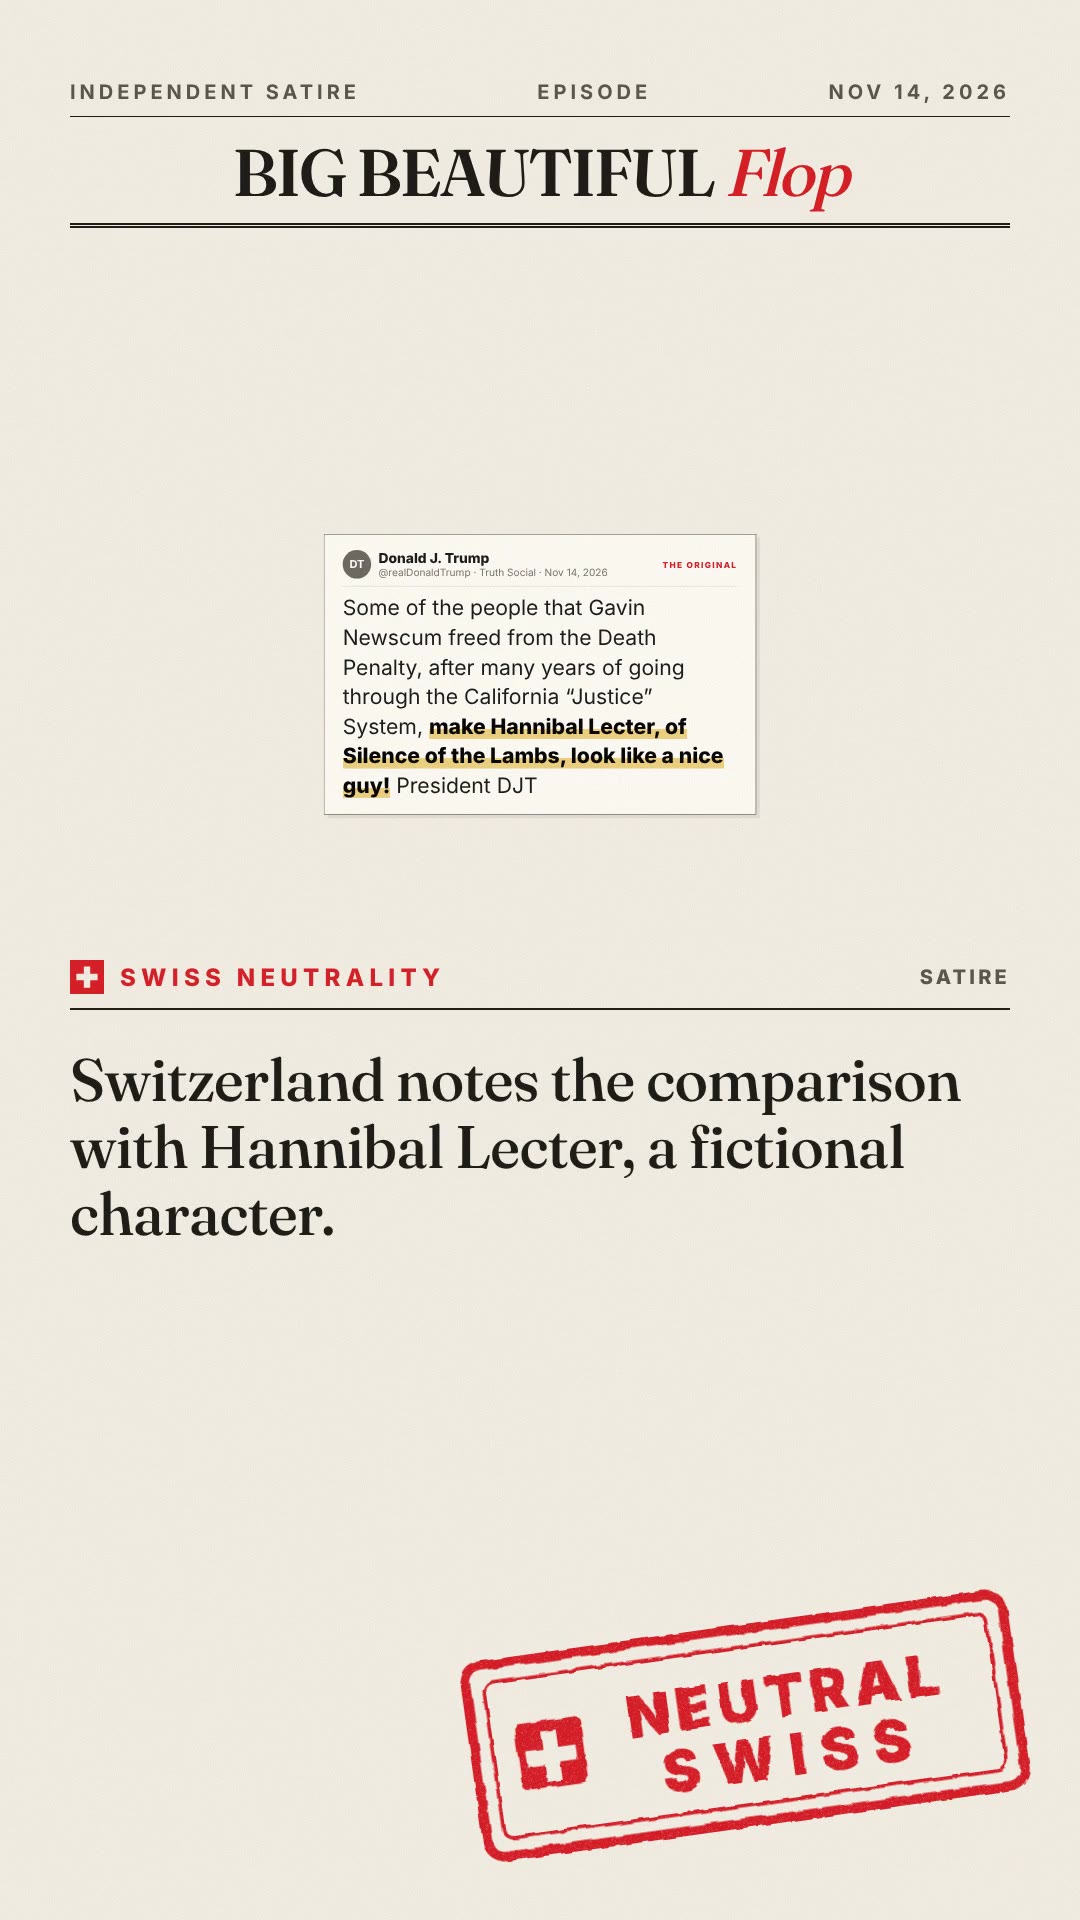 INDEPENDENT SATIRE
EPISODE
NOV 14, 2026
BIG BEAUTIFUL Flop
DT
Donald J. Trump
@realDonaldTrump · Truth Social · Nov 14, 2026
THE ORIGINAL
Some of the people that Gavin
Newscum freed from the Death
Penalty, after many years of going
through the California “Justice”
System, make Hannibal Lecter, of
Silence of the Lambs, look like a nice
guy! President DJT
SWISS NEUTRALITY
SATIRE
Switzerland notes the comparison
with Hannibal Lecter, a fictional
character.
NEUTRAL
SWISS